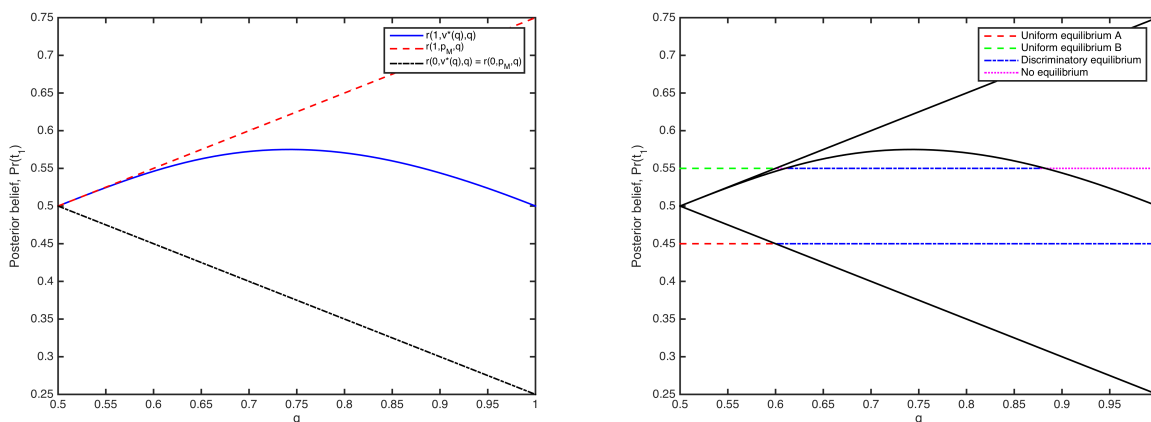 0.75
0.7
0.65
0.6
0.55
0.5
0.45
0.4
0.35
0.3
0.25
Posterior belief, Pr(t₁)
r(1,v*(q),q)
r(1,p_M,q)
r(0,v*(q),q) = r(0,p_M,q)
0.5 0.55 0.6 0.65 0.7 0.75 0.8 0.85 0.9 0.95 1
q
0.75
0.7
0.65
0.6
0.55
0.5
0.45
0.4
0.35
0.3
0.25
Posterior belief, Pr(t₁)
Uniform equilibrium A
Uniform equilibrium B
Discriminatory equilibrium
No equilibrium
0.5 0.55 0.6 0.65 0.7 0.75 0.8 0.85 0.9 0.95